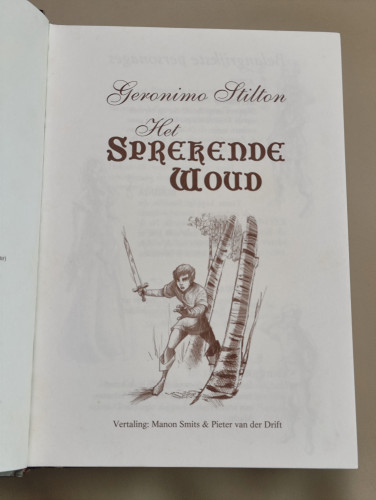 Geronimo Stilton
Het
SPREKENDE
WOUD
Vertaling: Manon Smits & Pieter van der Drift